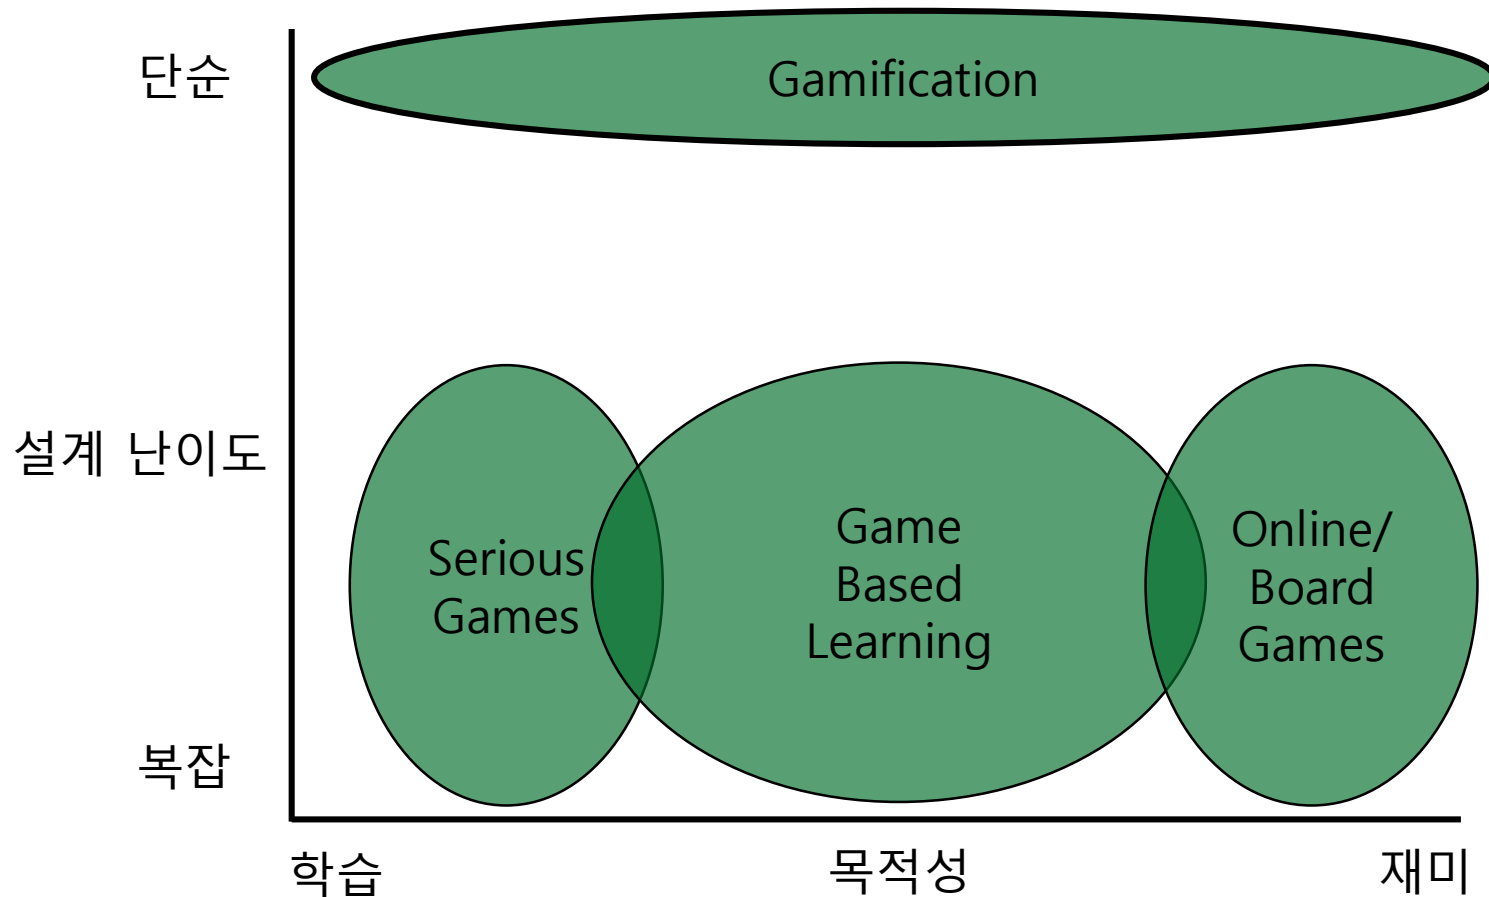 단순
Gamification
설계 난이도
Serious
Games
Game
Based
Learning
Online/
Board
Games
복잡
학습
목적성
재미